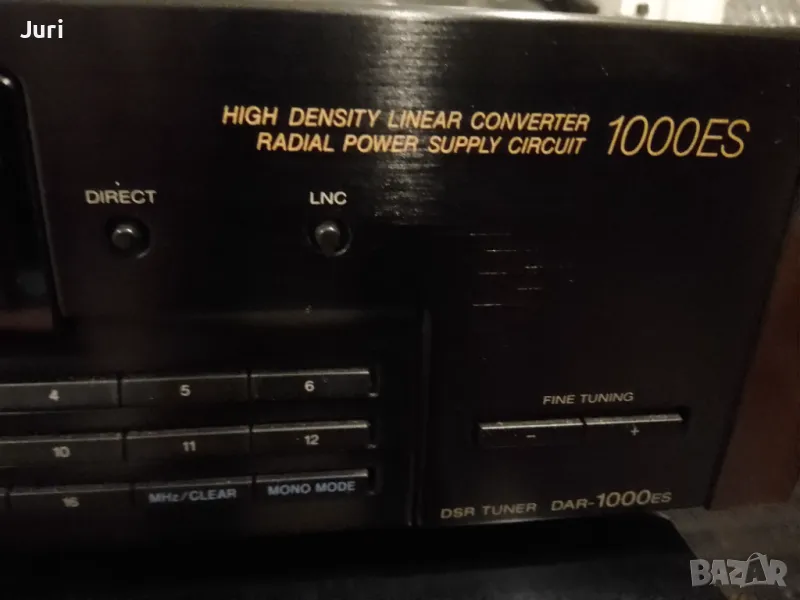 Juri
HIGH DENSITY LINEAR CONVERTER
RADIAL POWER SUPPLY CIRCUIT
1000ES
DIRECT
LNC
4 5 6
FINE TUNING
- +
10 11 12
16 MHz/CLEAR MONO MODE
DSR TUNER DAR-1000ES
BAZAR